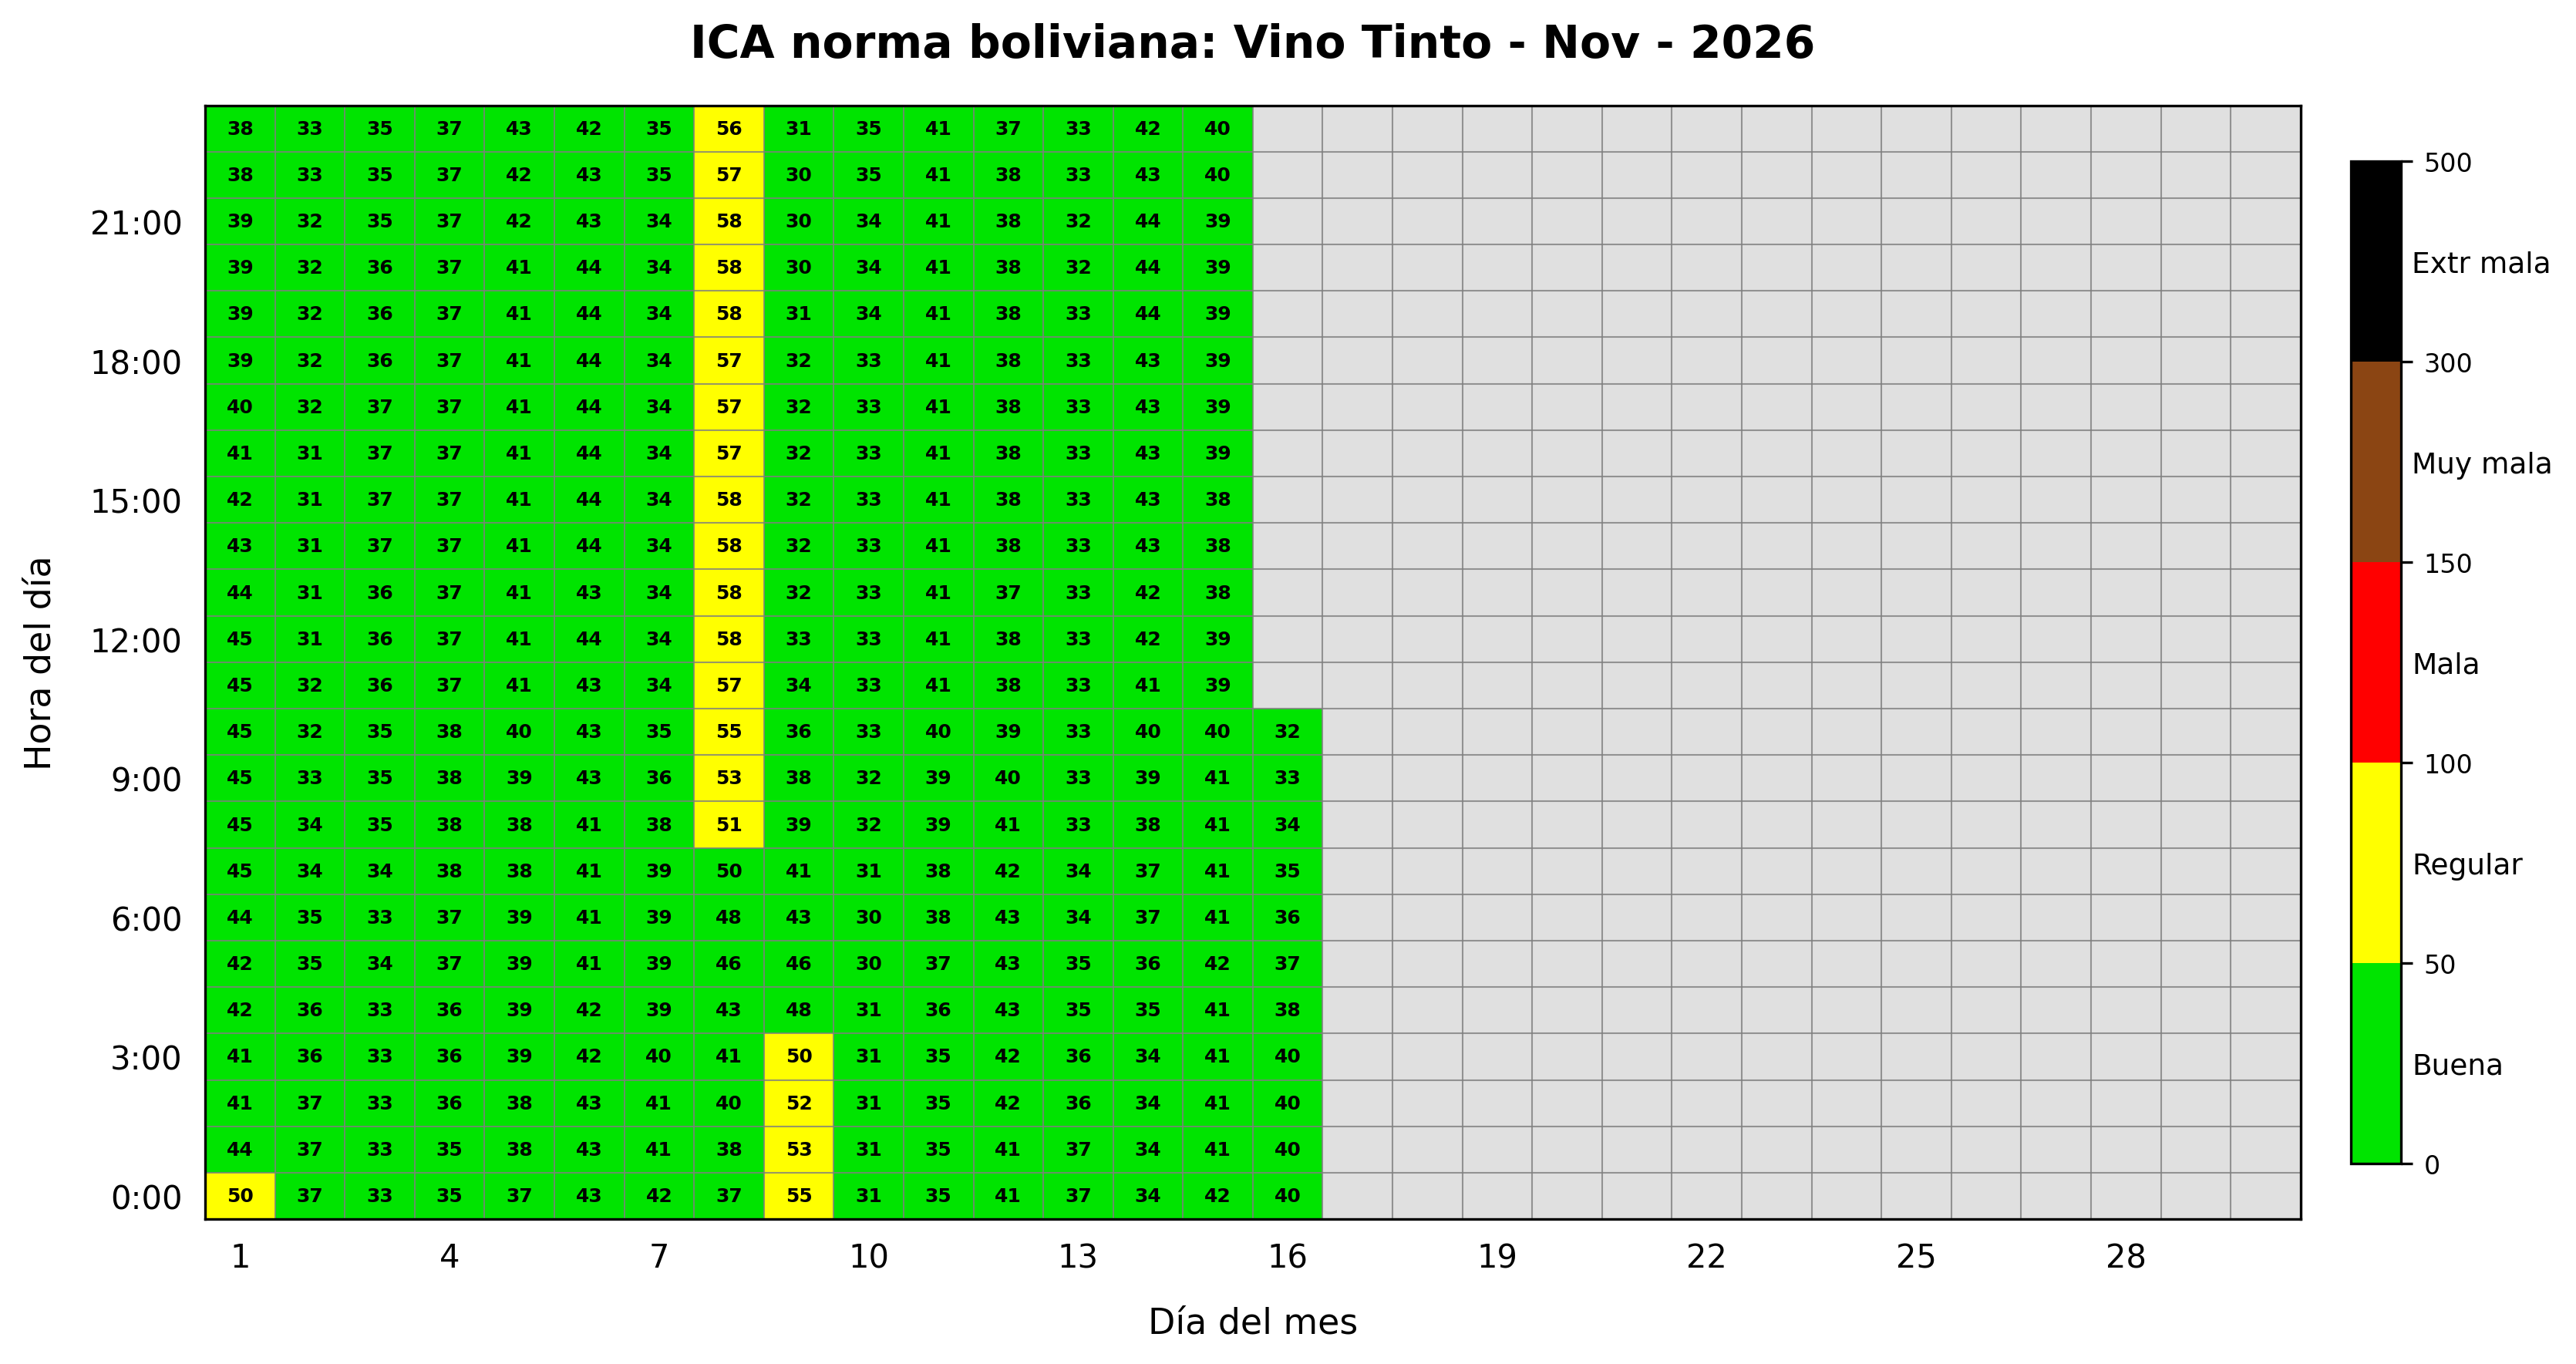 ICA norma boliviana: Vino Tinto - Nov - 2026
38 33 35 37 43 42 35 56 31 35 41 37 33 42 40
38 33 35 37 42 43 35 57 30 35 41 38 33 43 40
21:00 39 32 35 37 42 43 34 58 30 34 41 38 32 44 39
39 32 36 37 41 44 34 58 30 34 41 38 32 44 39
39 32 36 37 41 44 34 58 31 34 41 38 33 44 39
18:00 39 32 36 37 41 44 34 57 32 33 41 38 33 43 39
40 32 37 37 41 44 34 57 32 33 41 38 33 43 39
41 31 37 37 41 44 34 57 32 33 41 38 33 43 39
15:00 42 31 37 37 41 44 34 58 32 33 41 38 33 43 38
43 31 37 37 41 44 34 58 32 33 41 38 33 43 38
44 31 36 37 41 43 34 58 32 33 41 37 33 42 38
12:00 45 31 36 37 41 44 34 58 33 33 41 38 33 42 39
45 32 36 37 41 43 34 57 34 33 41 38 33 41 39
45 32 35 38 40 43 35 55 36 33 40 39 33 40 40 32
9:00 45 33 35 38 39 43 36 53 38 32 39 40 33 39 41 33
45 34 35 38 38 41 38 51 39 32 39 41 33 38 41 34
45 34 34 38 38 41 39 50 41 31 38 42 34 37 41 35
6:00 44 35 33 37 39 41 39 48 43 30 38 43 34 37 41 36
42 35 34 37 39 41 39 46 46 30 37 43 35 36 42 37
42 36 33 36 39 42 39 43 48 31 36 43 35 35 41 38
3:00 41 36 33 36 39 42 40 41 50 31 35 42 36 34 41 40
41 37 33 36 38 43 41 40 52 31 35 42 36 34 41 40
44 37 33 35 38 43 41 38 53 31 35 41 37 34 41 40
0:00 50 37 33 35 37 43 42 37 55 31 35 41 37 34 42 40
1 4 7 10 13 16 19 22 25 28
Día del mes
Hora del día
500
Extr mala
300
Muy mala
150
Mala
100
Regular
50
Buena
0